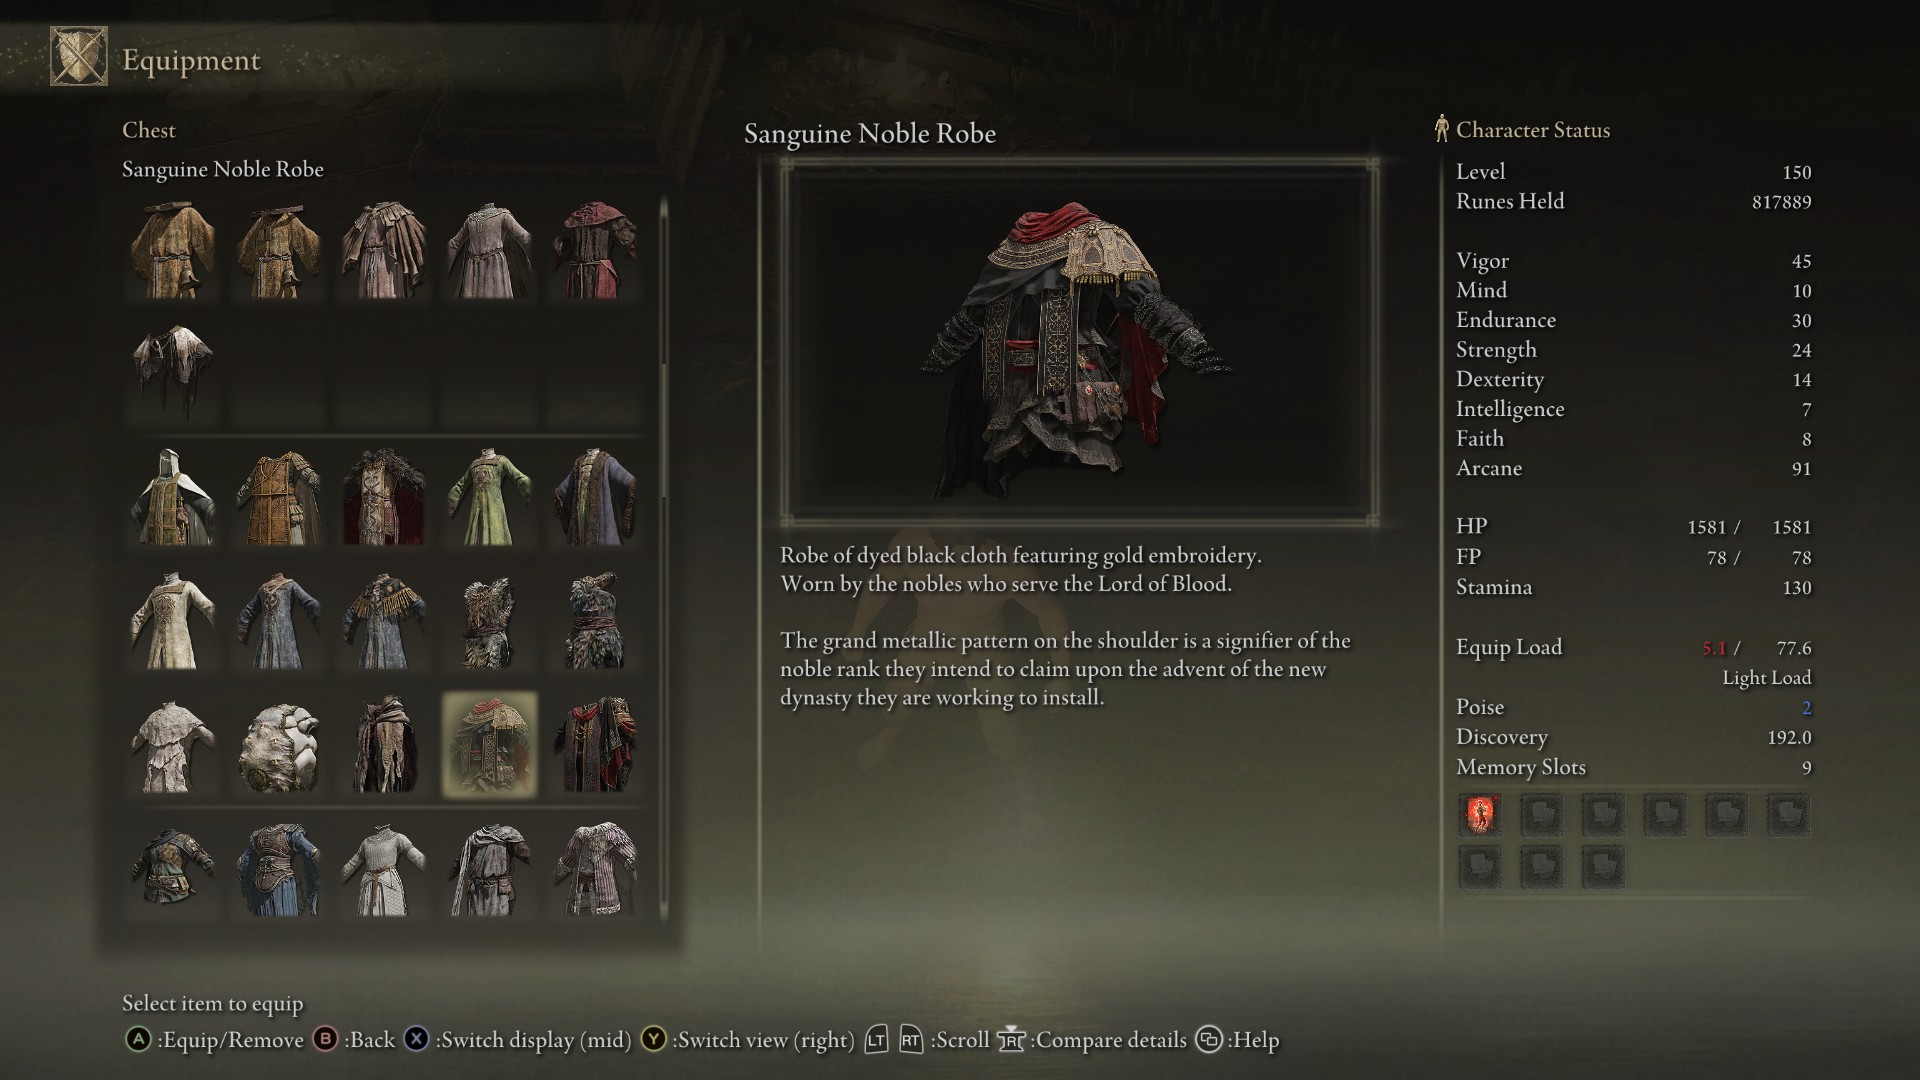 Equipment
Chest
Sanguine Noble Robe
Sanguine Noble Robe
Robe of dyed black cloth featuring gold embroidery.
Worn by the nobles who serve the Lord of Blood.
The grand metallic pattern on the shoulder is a signifier of the
noble rank they intend to claim upon the advent of the new
dynasty they are working to install.
Character Status
Level 150
Runes Held 817889
Vigor 45
Mind 10
Endurance 30
Strength 24
Dexterity 14
Intelligence 7
Faith 8
Arcane 91
HP 1581 / 1581
FP 78 / 78
Stamina 130
Equip Load 5.1 / 77.6
Light Load
Poise 2
Discovery 192.0
Memory Slots 9
Select item to equip
A :Equip/Remove B :Back X :Switch display (mid) Y :Switch view (right) LT RT :Scroll R :Compare details :Help